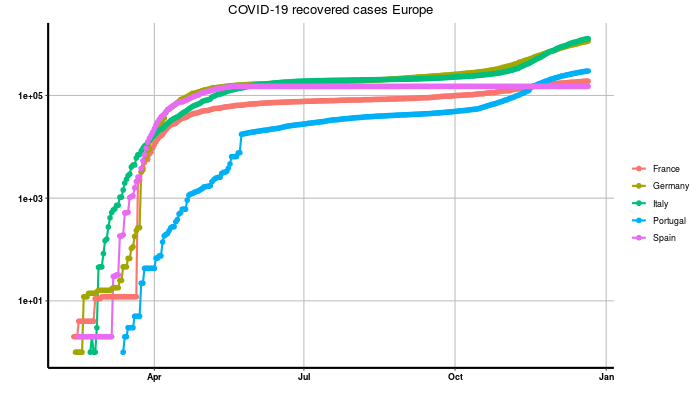 COVID-19 recovered cases Europe
1e+05
1e+03
1e+01
Apr
Jul
Oct
Jan
France
Germany
Italy
Portugal
Spain